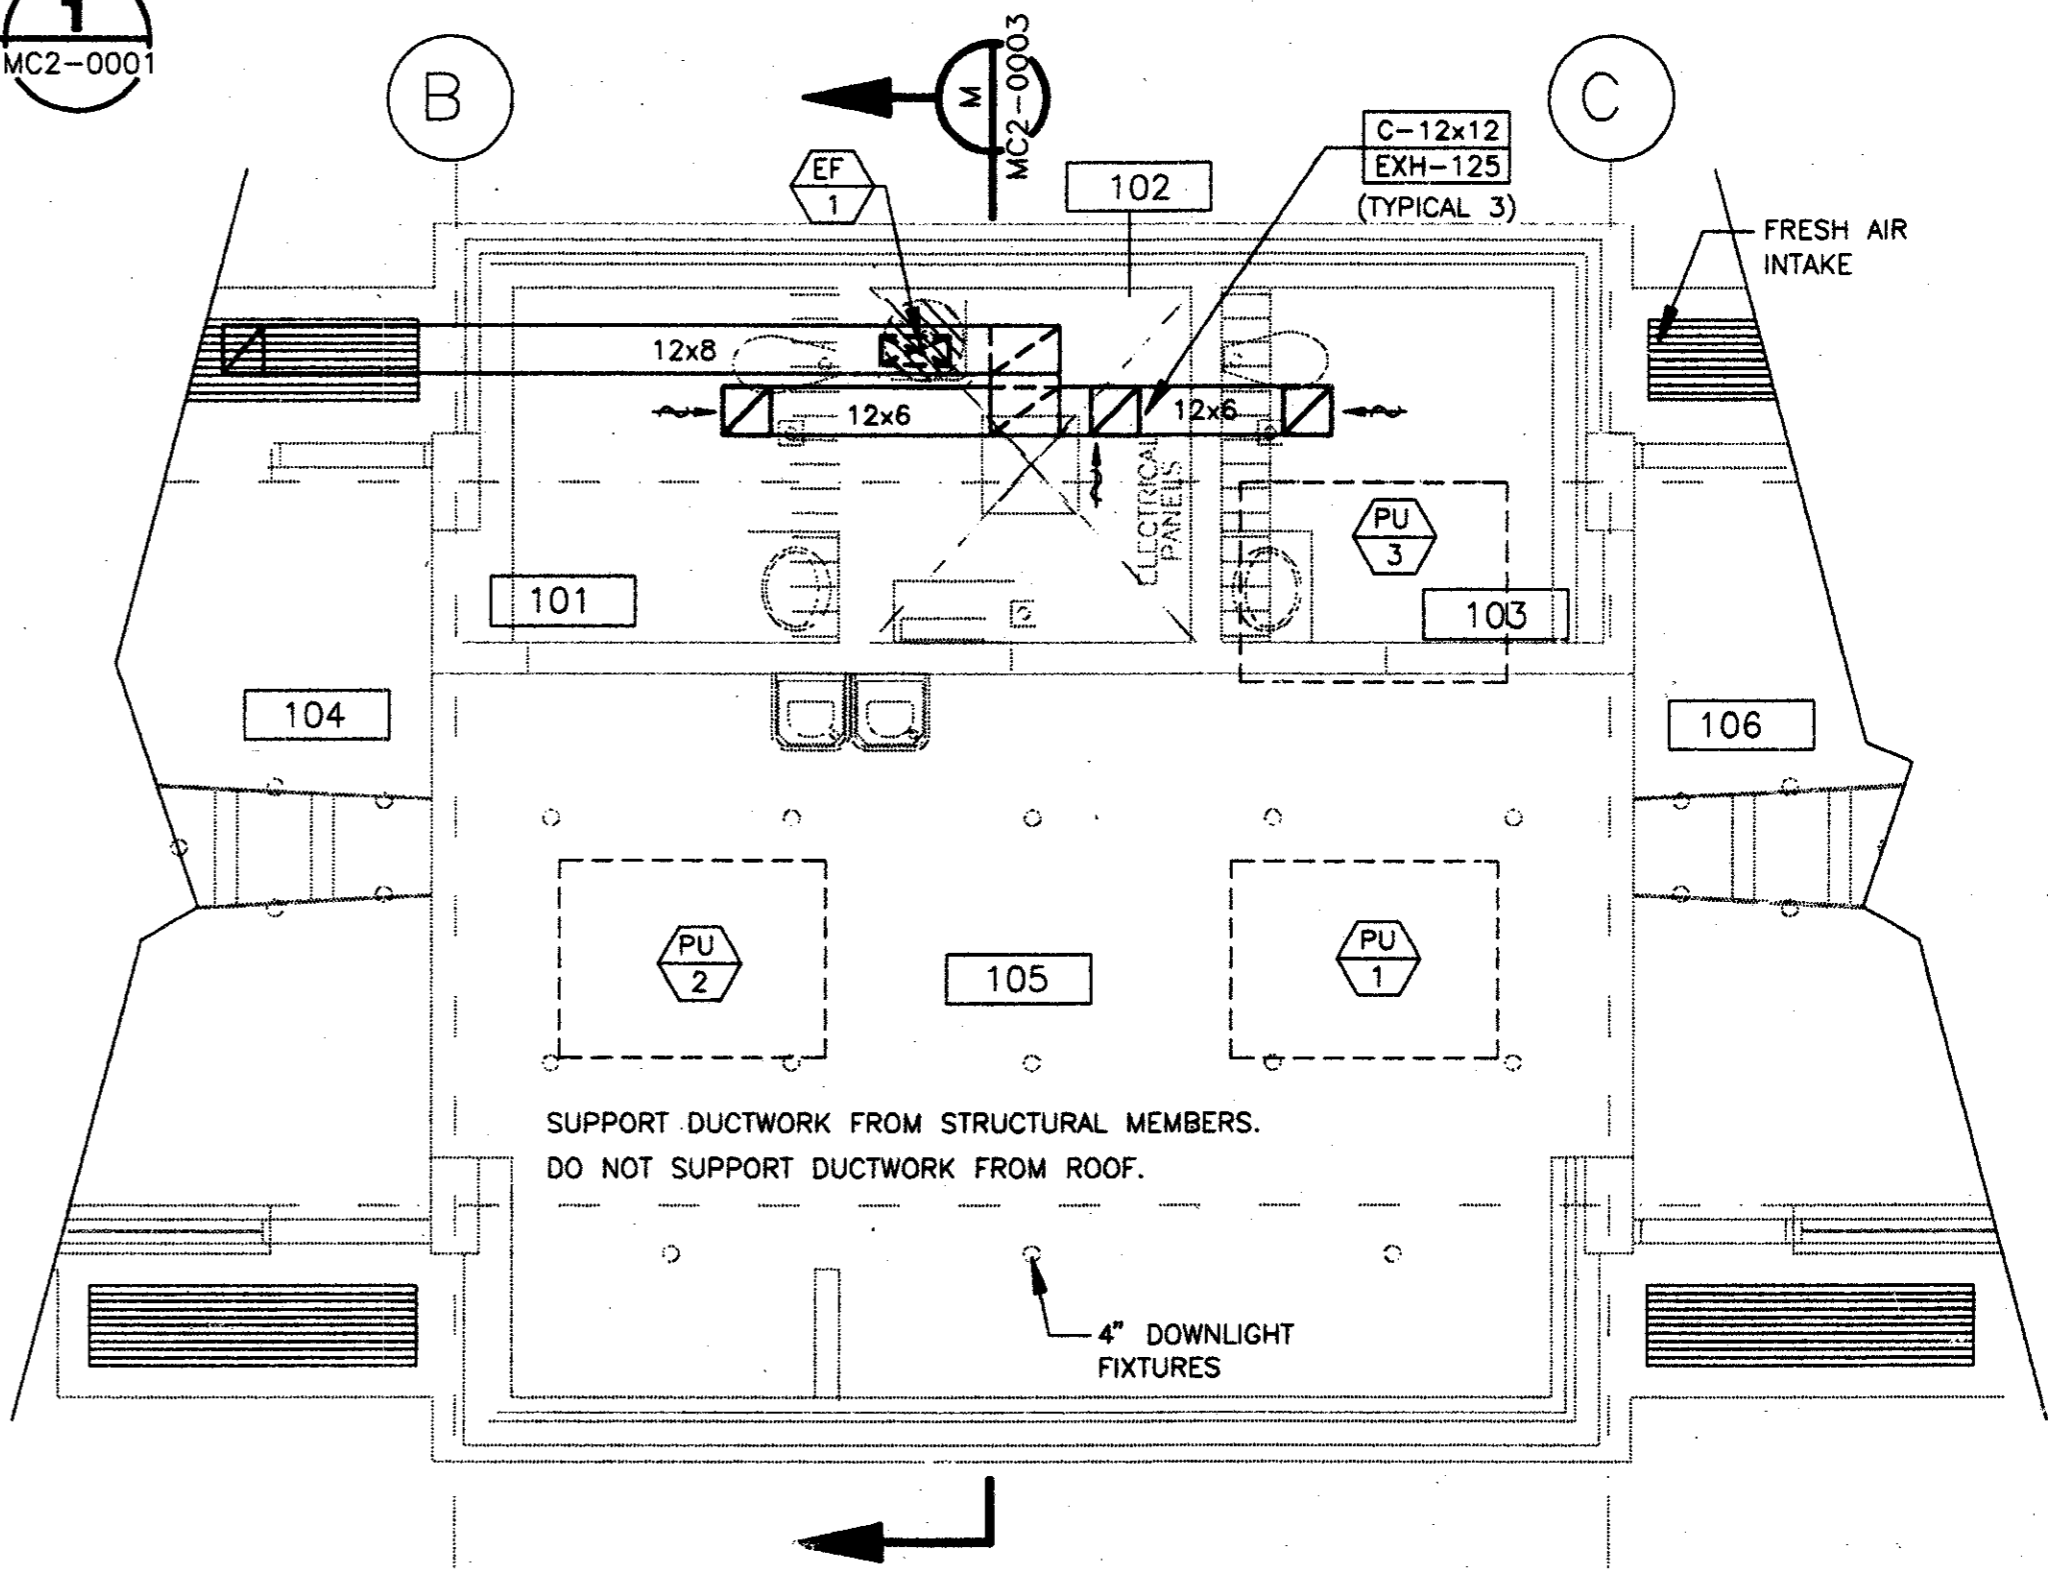 1
MC2-0001
B
M
MC2-0003
C
C-12x12
EXH-125
(TYPICAL 3)
EF
1
102
FRESH AIR
INTAKE
12x8
12x6
12x6
ELECTRICAL
PANELS
PU
3
101
103
104
106
PU
2
105
PU
1
SUPPORT DUCTWORK FROM STRUCTURAL MEMBERS.
DO NOT SUPPORT DUCTWORK FROM ROOF.
4" DOWNLIGHT
FIXTURES